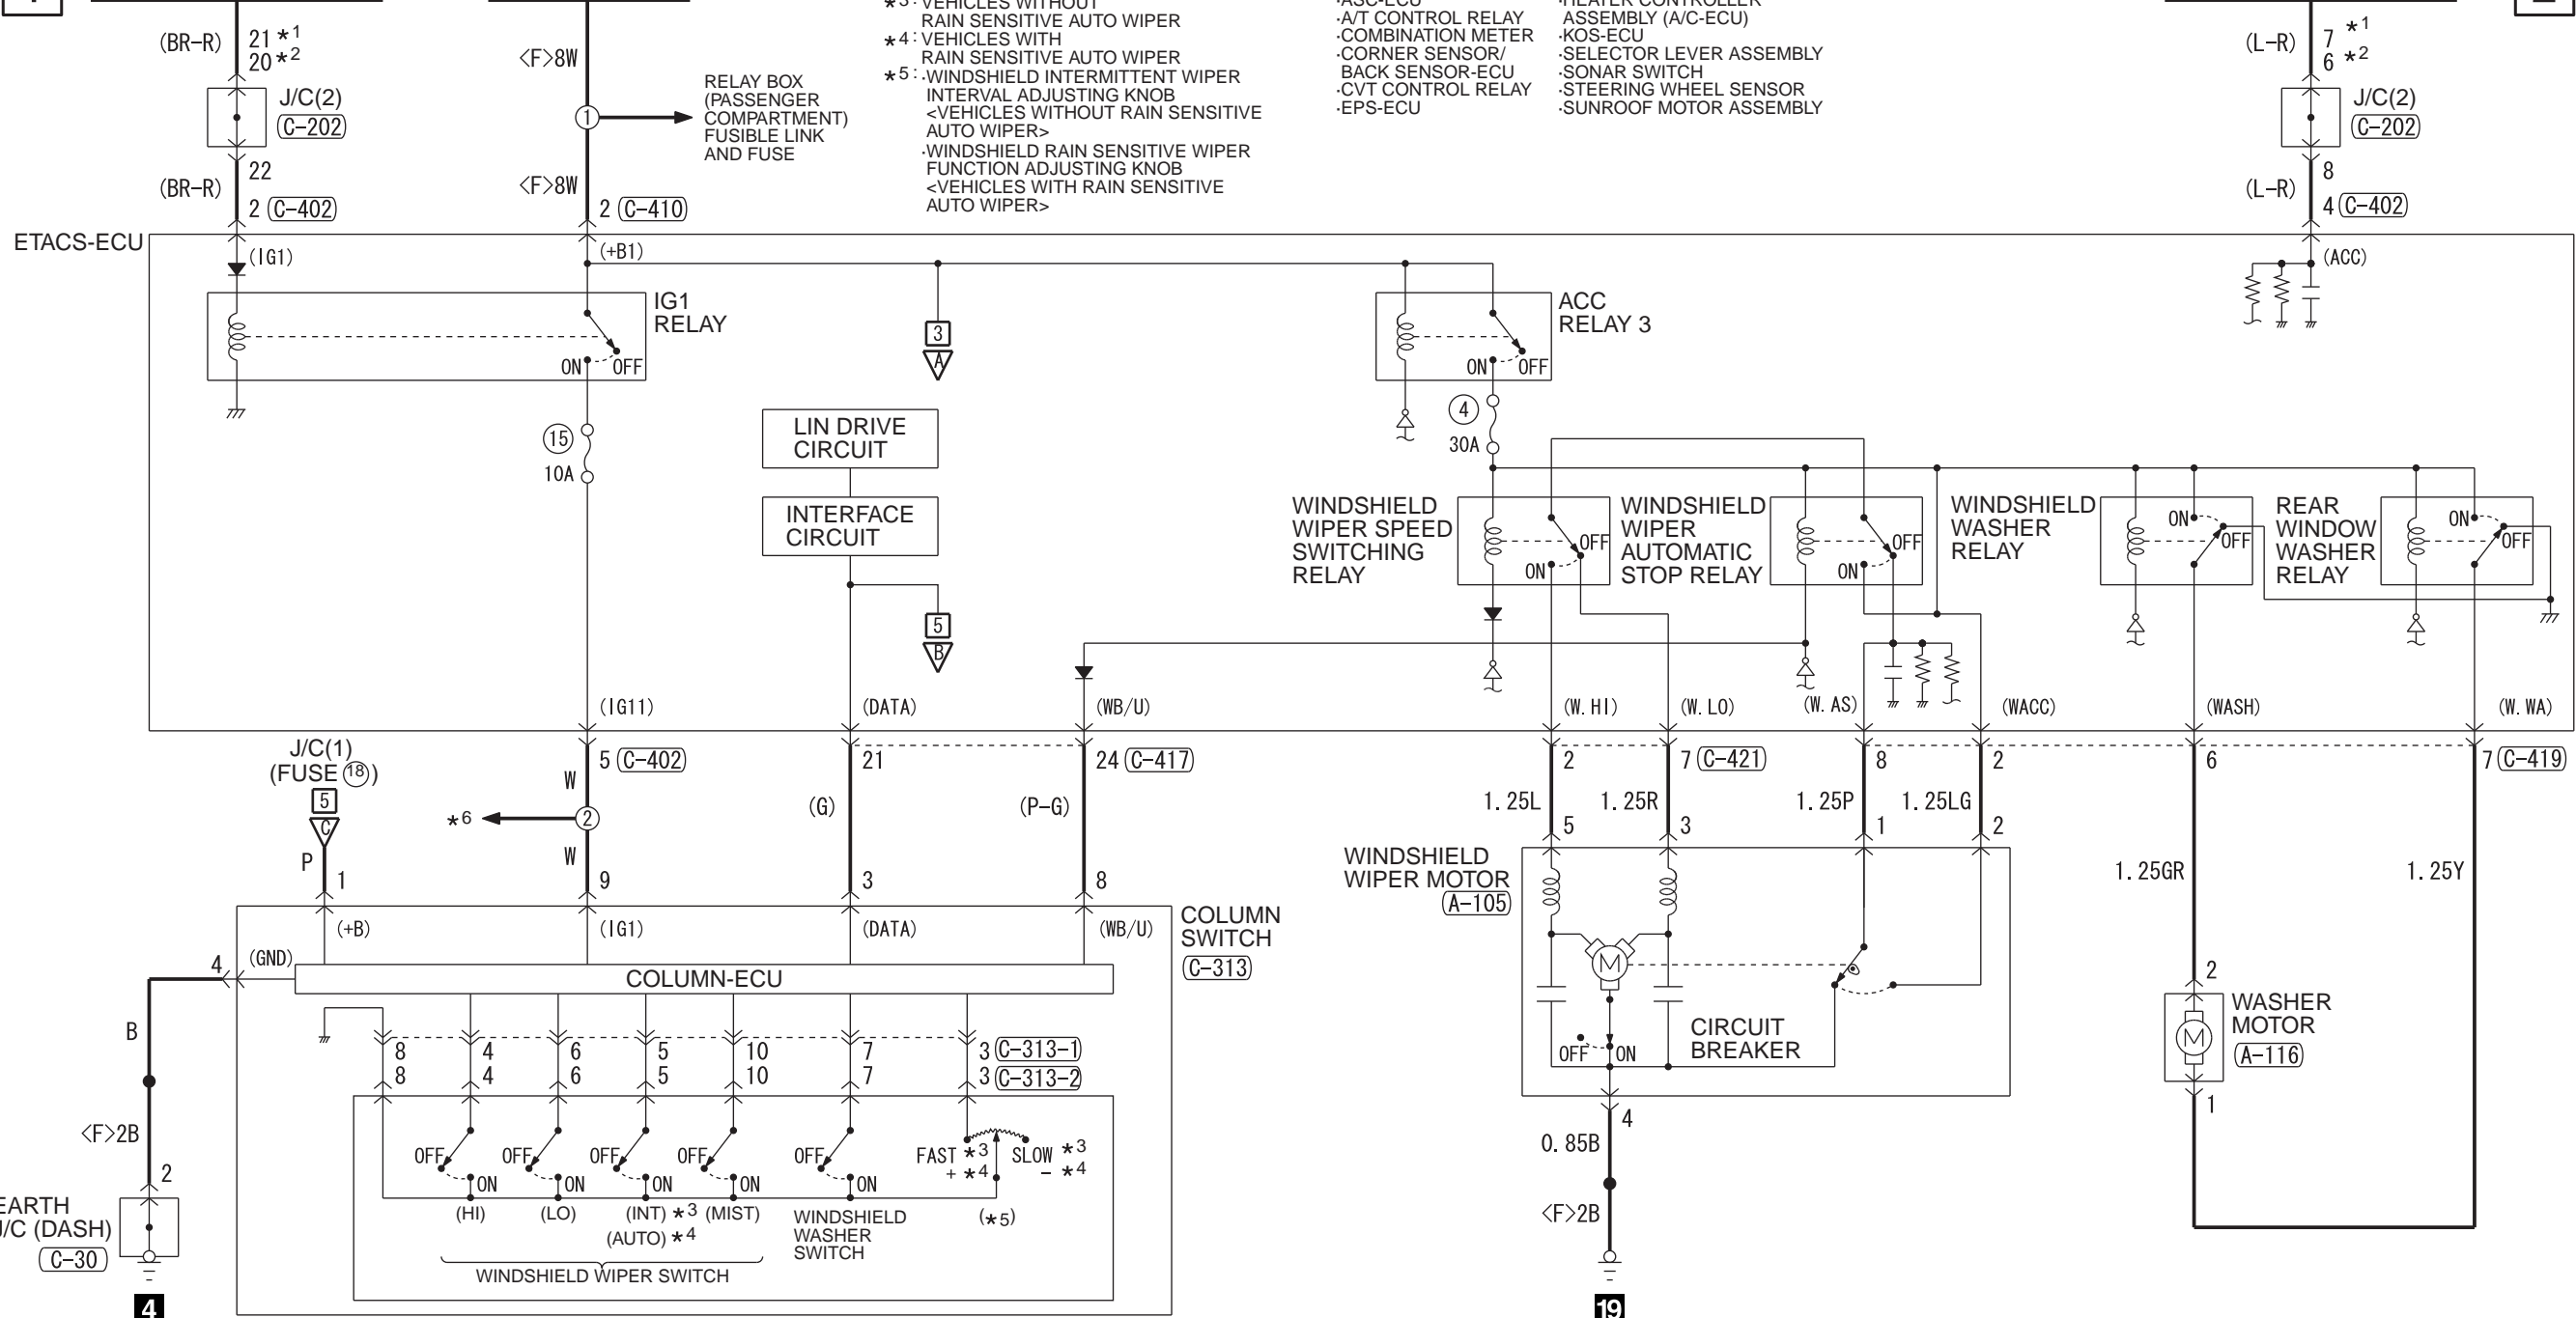 (BR-R)
21 *1
20 *2
J/C(2)
(C-202)
22
(BR-R)
2 (C-402)
<F>8W
1
RELAY BOX
(PASSENGER
COMPARTMENT)
FUSIBLE LINK
AND FUSE
<F>8W
2 (C-410)
*3: VEHICLES WITHOUT
RAIN SENSITIVE AUTO WIPER
*4: VEHICLES WITH
RAIN SENSITIVE AUTO WIPER
*5: ·WINDSHIELD INTERMITTENT WIPER
INTERVAL ADJUSTING KNOB
<VEHICLES WITHOUT RAIN SENSITIVE
AUTO WIPER>
·WINDSHIELD RAIN SENSITIVE WIPER
FUNCTION ADJUSTING KNOB
<VEHICLES WITH RAIN SENSITIVE
AUTO WIPER>
·ASC-ECU
·A/T CONTROL RELAY
·COMBINATION METER
·CORNER SENSOR/
BACK SENSOR-ECU
·CVT CONTROL RELAY
·EPS-ECU
·HEATER CONTROLLER
ASSEMBLY (A/C-ECU)
·KOS-ECU
·SELECTOR LEVER ASSEMBLY
·SONAR SWITCH
·STEERING WHEEL SENSOR
·SUNROOF MOTOR ASSEMBLY
(L-R)
7 *1
6 *2
J/C(2)
(C-202)
8
(L-R)
4 (C-402)
ETACS-ECU
(IG1)
(+B1)
(ACC)
IG1
RELAY
ON OFF
3
A
ACC
RELAY 3
ON OFF
15
10A
4
30A
LIN DRIVE
CIRCUIT
INTERFACE
CIRCUIT
5
B
WINDSHIELD
WIPER SPEED
SWITCHING
RELAY
OFF
ON
WINDSHIELD
WIPER
AUTOMATIC
STOP RELAY
OFF
ON
WINDSHIELD
WASHER
RELAY
ON
OFF
REAR
WINDOW
WASHER
RELAY
ON
OFF
(IG11)
(DATA)
(WB/U)
(W.HI)
(W.LO)
(W.AS)
(WACC)
(WASH)
(W.WA)
J/C(1)
(FUSE 18)
5
C
P
1
5 (C-402)
W
*6
2
W
9
21
(G)
3
24 (C-417)
(P-G)
8
2
1.25L
5
7 (C-421)
1.25R
3
8
1.25P
1
2
1.25LG
2
6
1.25GR
2
7 (C-419)
1.25Y
(+B)
(IG1)
(DATA)
(WB/U)
COLUMN
SWITCH
(C-313)
4
(GND)
COLUMN-ECU
B
<F>2B
2
EARTH
J/C (DASH)
(C-30)
4
8 4 6 5 10 7 3 (C-313-1)
8 4 6 5 10 7 3 (C-313-2)
OFF OFF OFF OFF OFF FAST *3 SLOW *3
+ *4 - *4
ON ON ON ON ON
(HI) (LO) (INT) *3 (MIST)
(AUTO) *4
WINDSHIELD
WASHER
SWITCH
(*5)
WINDSHIELD WIPER SWITCH
WINDSHIELD
WIPER MOTOR
(A-105)
M
OFF ON
CIRCUIT
BREAKER
4
0.85B
<F>2B
19
M
WASHER
MOTOR
(A-116)
1